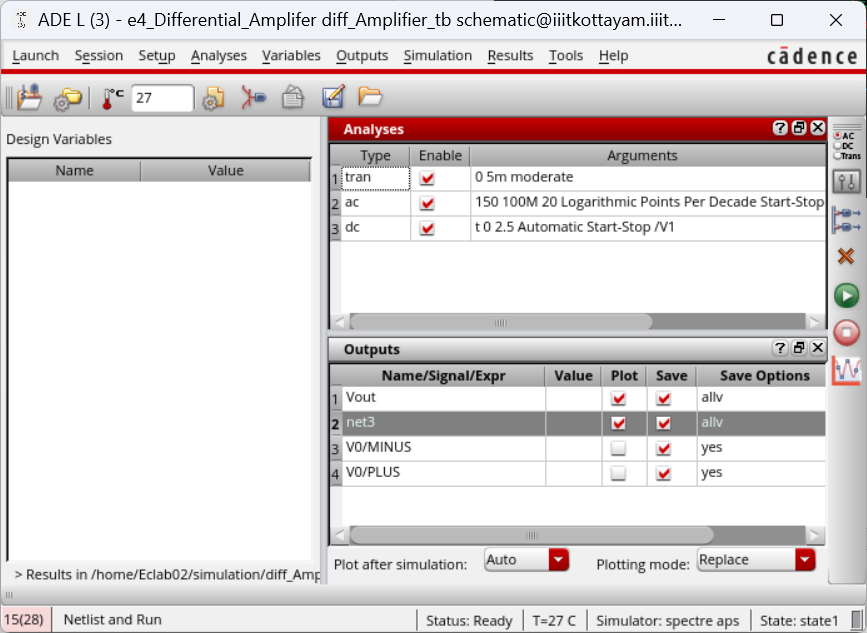 ADE L (3) - e4_Differential_Amplifer diff_Amplifier_tb schematic@iiitkottayam.iiit...
Launch Session Setup Analyses Variables Outputs Simulation Results Tools Help cādence
°C 27
Design Variables
Name Value
Analyses
Type Enable Arguments
1 tran 0 5m moderate
2 ac 150 100M 20 Logarithmic Points Per Decade Start-Stop
3 dc t 0 2.5 Automatic Start-Stop /V1
AC
DC
Trans
Outputs
Name/Signal/Expr Value Plot Save Save Options
1 Vout allv
2 net3 allv
3 V0/MINUS yes
4 V0/PLUS yes
Plot after simulation: Auto Plotting mode: Replace
> Results in /home/Eclab02/simulation/diff_Amp
15(28) Netlist and Run Status: Ready T=27 C Simulator: spectre aps State: state1